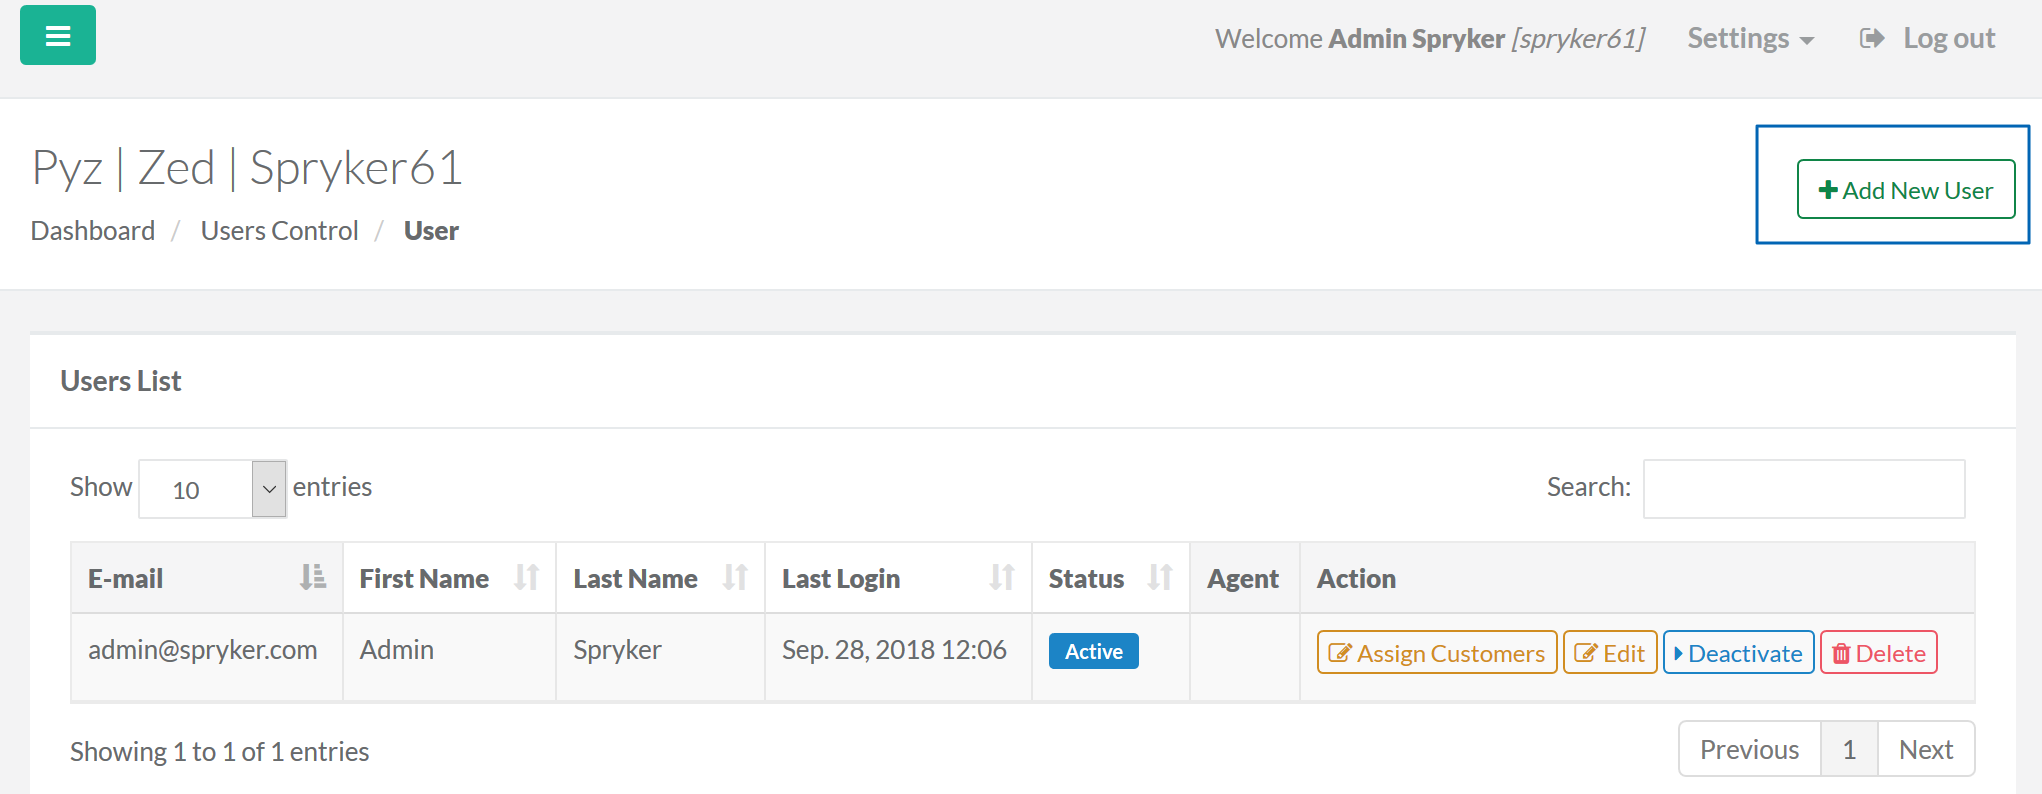 Welcome Admin Spryker [spryker61] Settings Log out
Pyz | Zed | Spryker61
Add New User
Dashboard / Users Control / User
Users List
Show 10 entries Search:
E-mail First Name Last Name Last Login Status Agent Action
admin@spryker.com Admin Spryker Sep. 28, 2018 12:06 Active Assign Customers Edit Deactivate Delete
Showing 1 to 1 of 1 entries Previous 1 Next